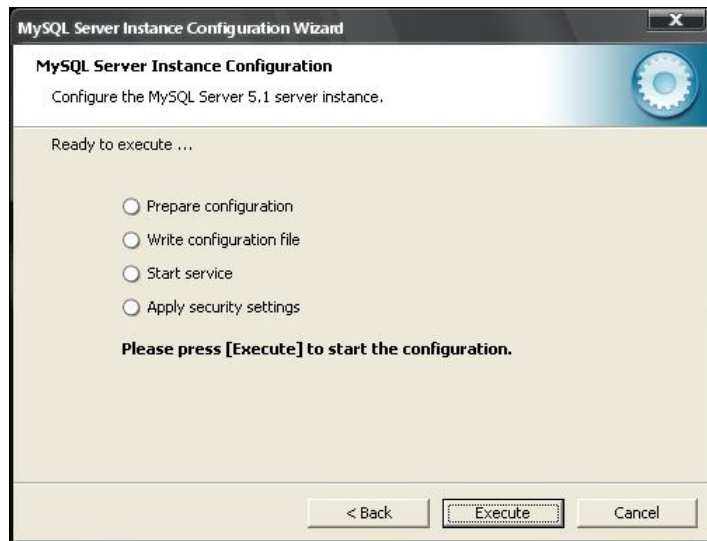 MySQL Server Instance Configuration Wizard
MySQL Server Instance Configuration
Configure the MySQL Server 5.1 server instance.
Ready to execute ...
Prepare configuration
Write configuration file
Start service
Apply security settings
Please press [Execute] to start the configuration.
< Back Execute Cancel